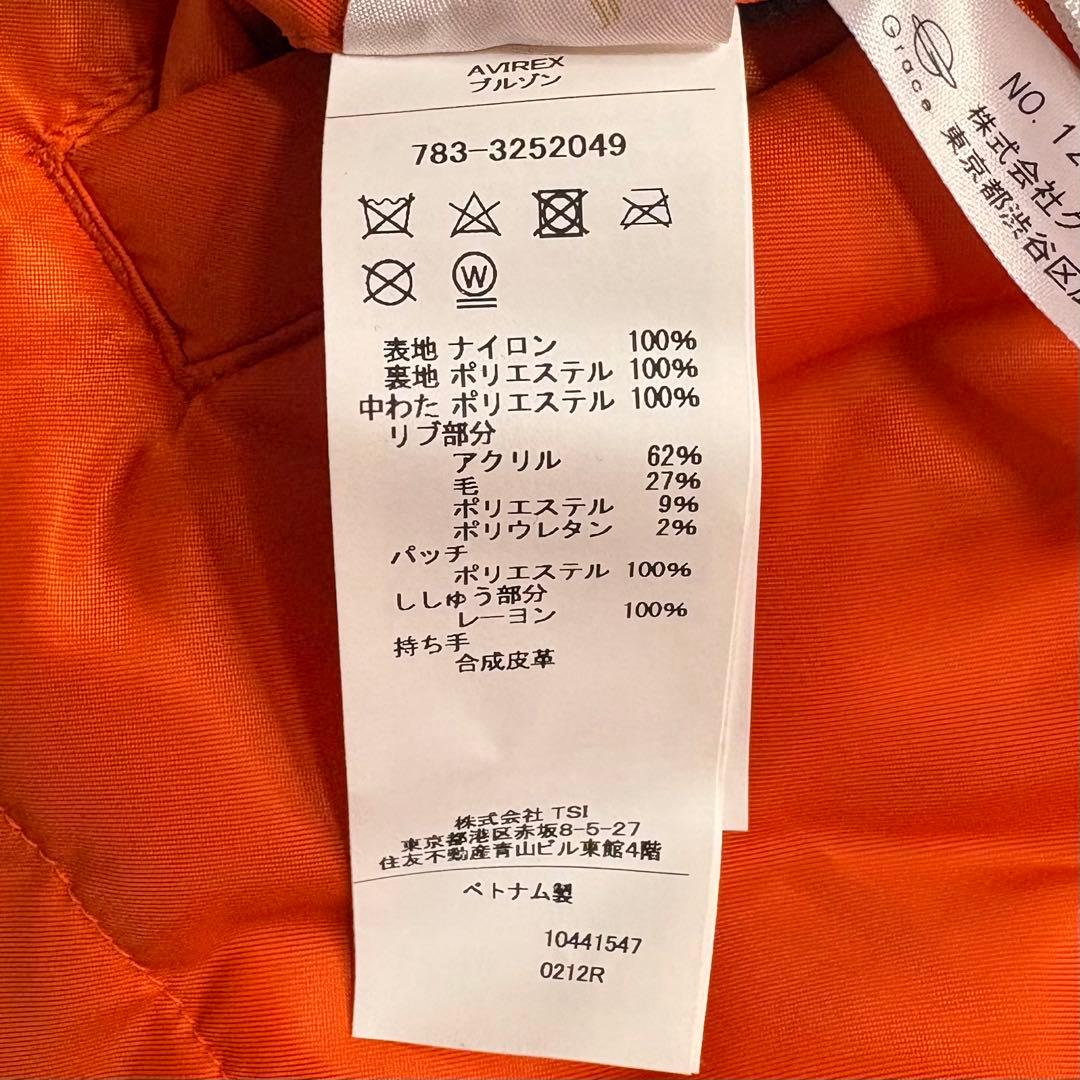 AVIREX
ブルゾン
783-3252049
W
表地 ナイロン 100%
裏地 ポリエステル 100%
中わた ポリエステル 100%
リブ部分
アクリル 62%
毛 27%
ポリエステル 9%
ポリウレタン 2%
パッチ
ポリエステル 100%
ししゅう部分
レーヨン 100%
持ち手
合成皮革
株式会社 TSI
東京都港区赤坂8-5-27
住友不動産青山ビル東館4階
ベトナム製
10441547
0212R
Grace
NO. 12
株式会社グ
東京都渋谷区